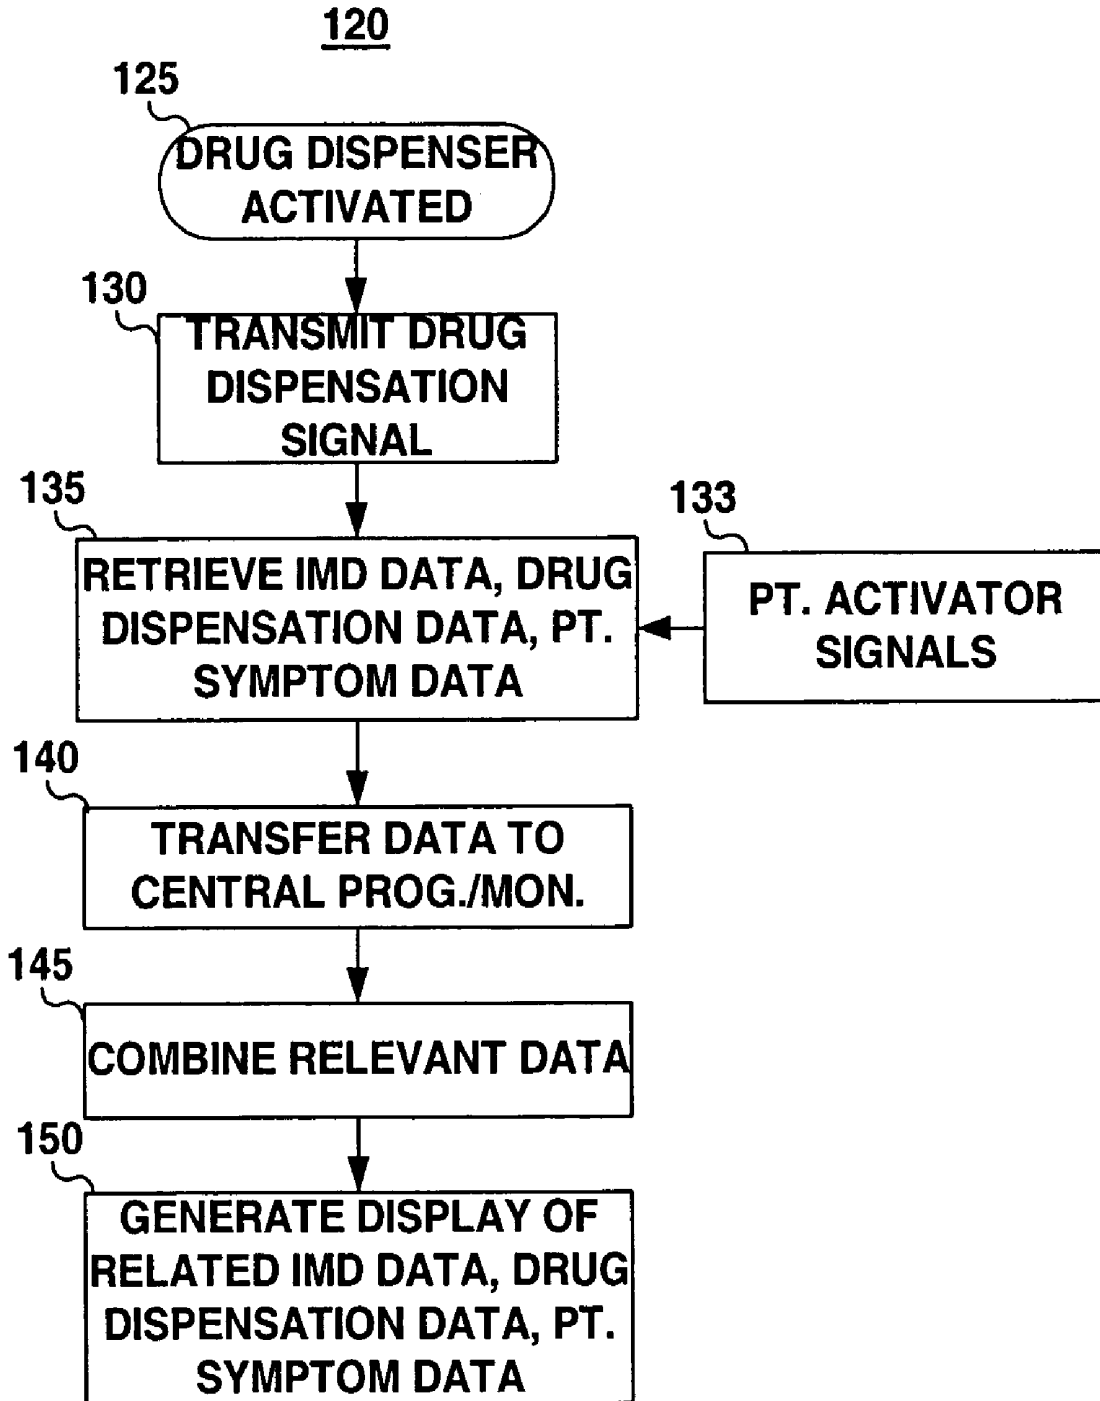 120
125
DRUG DISPENSER
ACTIVATED
130
TRANSMIT DRUG
DISPENSATION
SIGNAL
135
RETRIEVE IMD DATA, DRUG
DISPENSATION DATA, PT.
SYMPTOM DATA
133
PT. ACTIVATOR
SIGNALS
140
TRANSFER DATA TO
CENTRAL PROG./MON.
145
COMBINE RELEVANT DATA
150
GENERATE DISPLAY OF
RELATED IMD DATA, DRUG
DISPENSATION DATA, PT.
SYMPTOM DATA